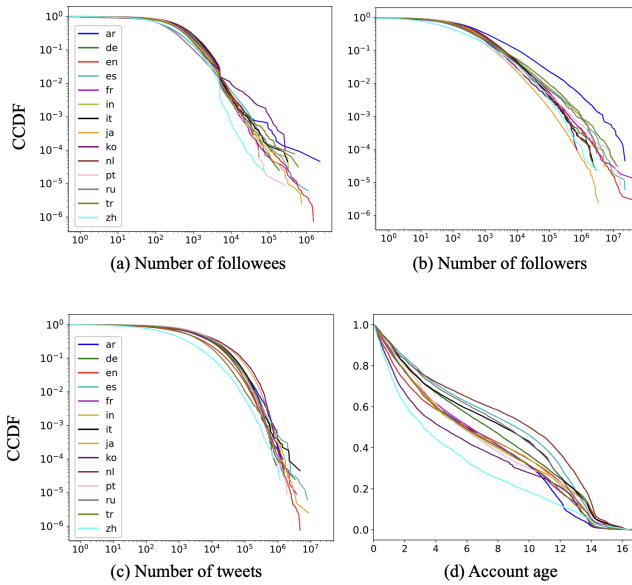 CCDF
10⁰
10⁻¹
10⁻²
10⁻³
10⁻⁴
10⁻⁵
10⁻⁶
ar
de
en
es
fr
in
it
ja
ko
nl
pt
ru
tr
zh
10⁰ 10¹ 10² 10³ 10⁴ 10⁵ 10⁶
(a) Number of followees
10⁰
10⁻¹
10⁻²
10⁻³
10⁻⁴
10⁻⁵
10⁻⁶
10⁰ 10¹ 10² 10³ 10⁴ 10⁵ 10⁶ 10⁷
(b) Number of followers
CCDF
10⁰
10⁻¹
10⁻²
10⁻³
10⁻⁴
10⁻⁵
10⁻⁶
ar
de
en
es
fr
in
it
ja
ko
nl
pt
ru
tr
zh
10⁰ 10¹ 10² 10³ 10⁴ 10⁵ 10⁶ 10⁷
(c) Number of tweets
1.0
0.8
0.6
0.4
0.2
0.0
0 2 4 6 8 10 12 14 16
(d) Account age